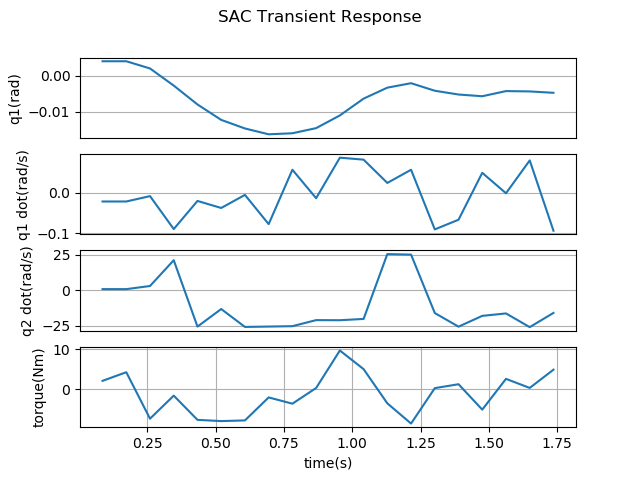 SAC Transient Response
q1(rad)
0.00
−0.01
q1 dot(rad/s)
0.0
−0.1
q2 dot(rad/s)
25
0
−25
torque(Nm)
10
0
0.25 0.50 0.75 1.00 1.25 1.50 1.75
time(s)